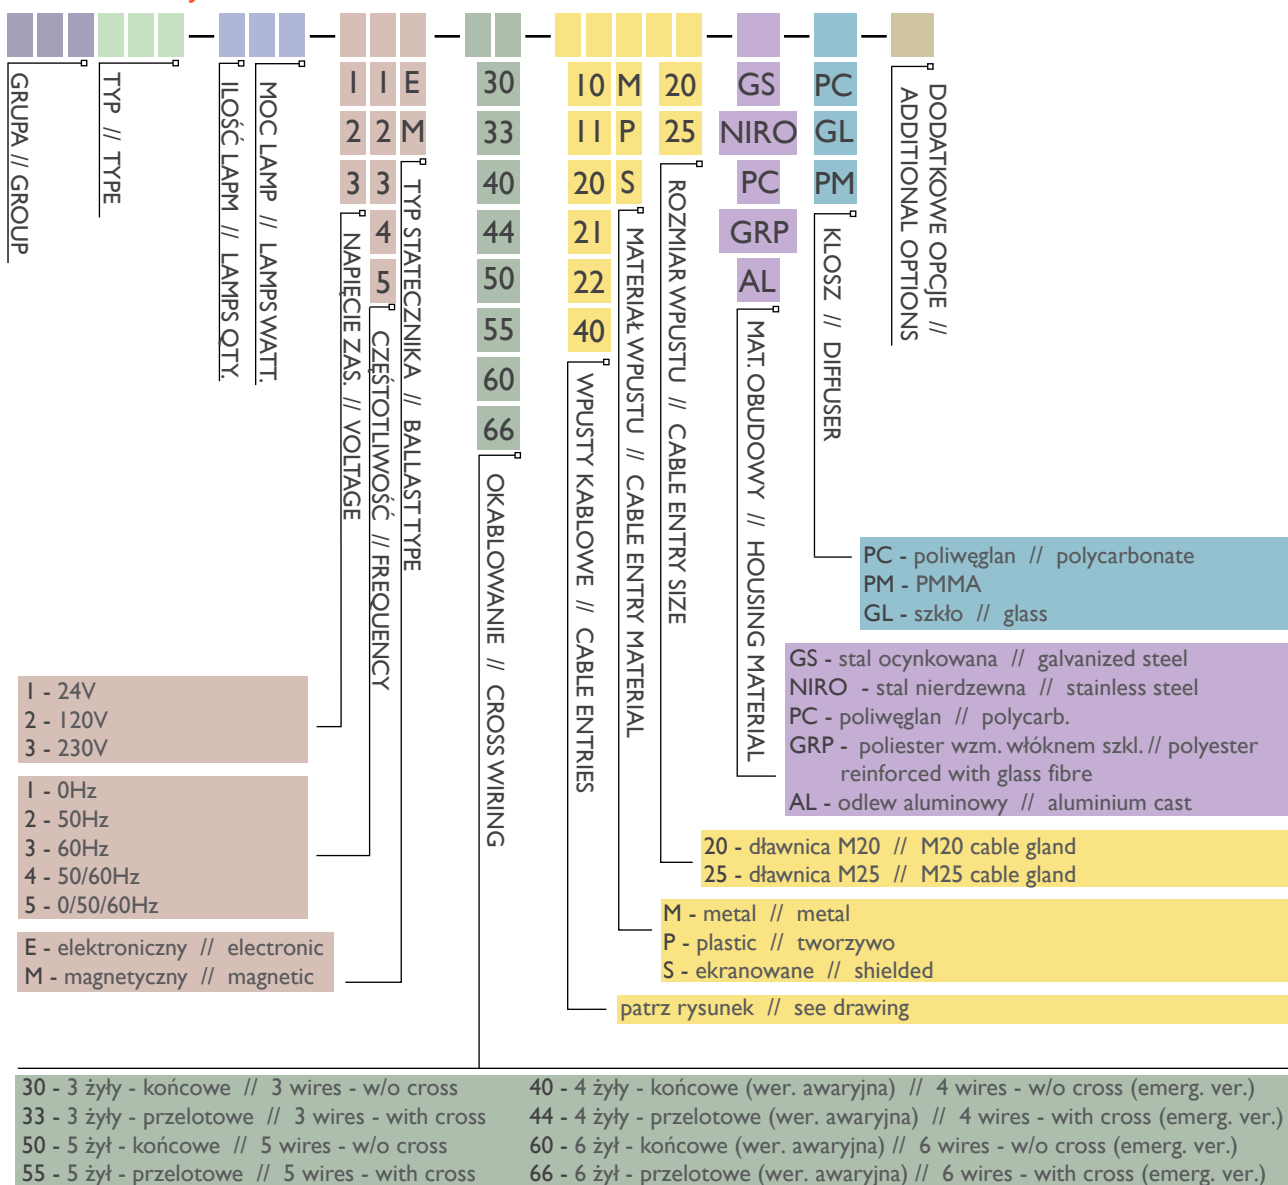 GRUPA // GROUP
TYP // TYPE
ILOŚĆ LAPM // LAMPS QTY.
MOC LAMP // LAMPS WATT.
1 1 E
2 2 M
3 3
4
5
NAPIĘCIE ZAS. // VOLTAGE
CZĘŚTOTLIWOŚĆ // FREQUENCY
TYP STATECZNIKA // BALLAST TYPE
30
33
40
44
50
55
60
66
OKABLOWANIE // CROSS WIRING
10 M 20
11 P 25
20 S
21
22
40
WPUSTY KABLOWE // CABLE ENTRIES
MATERIAŁ WPUSTU // CABLE ENTRY MATERIAL
ROZMIAR WPUSTU // CABLE ENTRY SIZE
GS
NIRO
PC
GRP
AL
MAT. OBUDOWY // HOUSING MATERIAL
PC
GL
PM
KLOSZ // DIFFUSER
DODATKOWE OPCJE //
ADDITIONAL OPTIONS
PC - poliwęglan // polycarbonate
PM - PMMA
GL - szkło // glass
GS - stal ocynkowana // galvanized steel
NIRO - stal nierdzewna // stainless steel
PC - poliwęglan // polycarb.
GRP - poliester wzm. włóknem szkl. // polyester
reinforced with glass fibre
AL - odlew aluminowy // aluminium cast
1 - 24V
2 - 120V
3 - 230V
1 - 0Hz
2 - 50Hz
3 - 60Hz
4 - 50/60Hz
5 - 0/50/60Hz
E - elektroniczny // electronic
M - magnetyczny // magnetic
20 - dławnica M20 // M20 cable gland
25 - dławnica M25 // M25 cable gland
M - metal // metal
P - plastic // tworzywo
S - ekranowane // shielded
patrz rysunek // see drawing
30 - 3 żyły - końcowe // 3 wires - w/o cross
33 - 3 żyły - przelotowe // 3 wires - with cross
50 - 5 żył - końcowe // 5 wires - w/o cross
55 - 5 żył - przelotowe // 5 wires - with cross
40 - 4 żyły - końcowe (wer. awaryjna) // 4 wires - w/o cross (emerg. ver.)
44 - 4 żyły - przelotowe (wer. awaryjna) // 4 wires - with cross (emerg. ver.)
60 - 6 żył - końcowe (wer. awaryjna) // 6 wires - w/o cross (emerg. ver.)
66 - 6 żył - przelotowe (wer. awaryjna) // 6 wires - with cross (emerg. ver.)